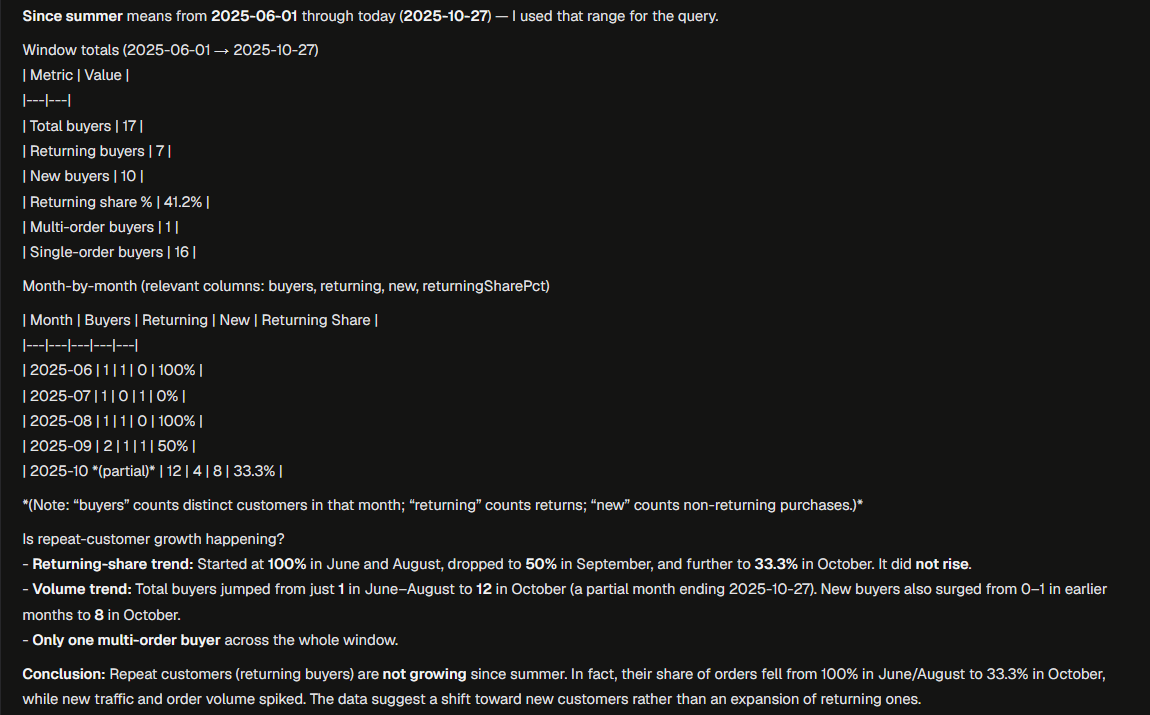 Since summer means from 2025-06-01 through today (2025-10-27) — I used that range for the query.
Window totals (2025-06-01 → 2025-10-27)
| Metric | Value |
|---|---|
| Total buyers | 17 |
| Returning buyers | 7 |
| New buyers | 10 |
| Returning share % | 41.2% |
| Multi-order buyers | 1 |
| Single-order buyers | 16 |
Month-by-month (relevant columns: buyers, returning, new, returningSharePct)
| Month | Buyers | Returning | New | Returning Share |
|---|---|---|---|---|
| 2025-06 | 1 | 1 | 0 | 100% |
| 2025-07 | 1 | 0 | 1 | 0% |
| 2025-08 | 1 | 1 | 0 | 100% |
| 2025-09 | 2 | 1 | 1 | 50% |
| 2025-10 *(partial)* | 12 | 4 | 8 | 33.3% |
*(Note: “buyers” counts distinct customers in that month; “returning” counts returns; “new” counts non-returning purchases.)*
Is repeat-customer growth happening?
- Returning-share trend: Started at 100% in June and August, dropped to 50% in September, and further to 33.3% in October. It did not rise.
- Volume trend: Total buyers jumped from just 1 in June–August to 12 in October (a partial month ending 2025-10-27). New buyers also surged from 0–1 in earlier
months to 8 in October.
- Only one multi-order buyer across the whole window.
Conclusion: Repeat customers (returning buyers) are not growing since summer. In fact, their share of orders fell from 100% in June/August to 33.3% in October,
while new traffic and order volume spiked. The data suggest a shift toward new customers rather than an expansion of returning ones.